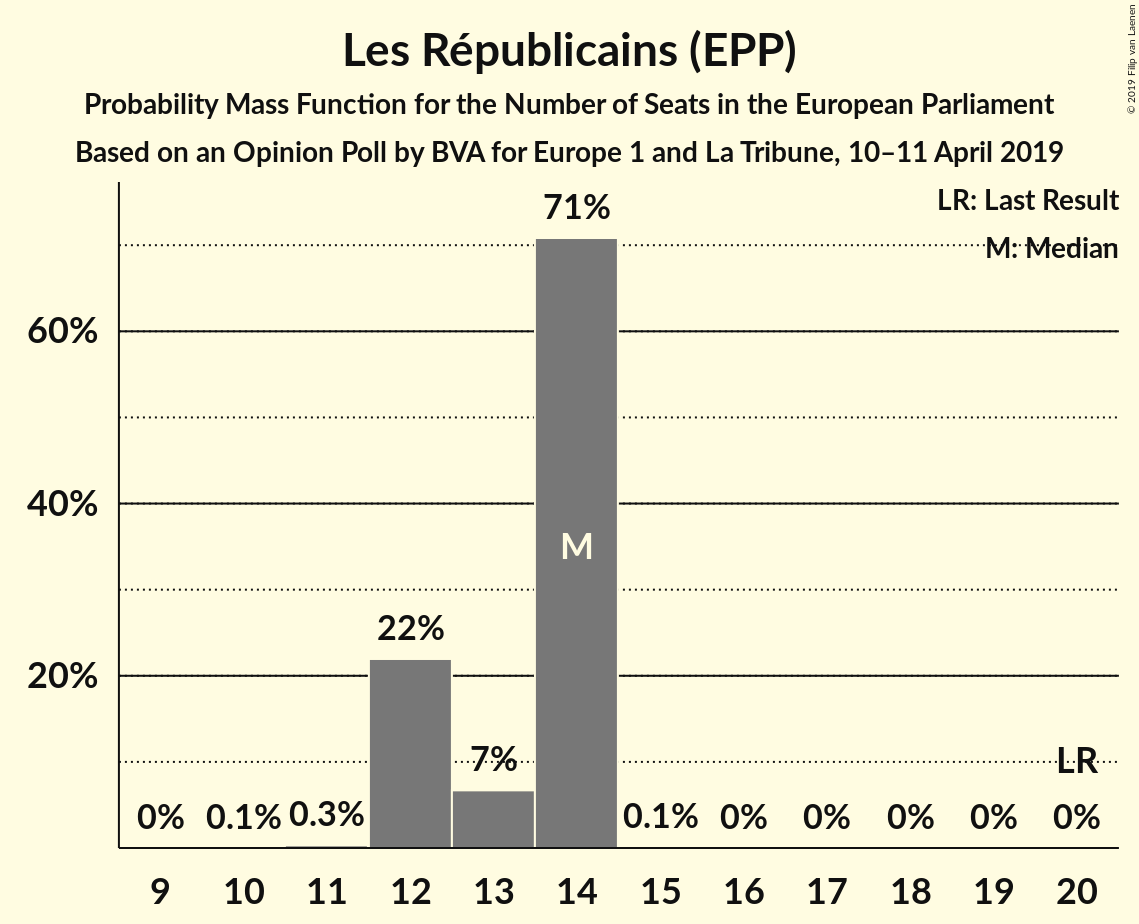 Les Républicains (EPP)
Probability Mass Function for the Number of Seats in the European Parliament
Based on an Opinion Poll by BVA for Europe 1 and La Tribune, 10–11 April 2019
© 2019 Filip van Laenen
LR: Last Result
M: Median
71%
60%
40%
M
22%
20%
7%
LR
0% 0.1% 0.3% 0.1% 0% 0% 0% 0% 0%
9 10 11 12 13 14 15 16 17 18 19 20